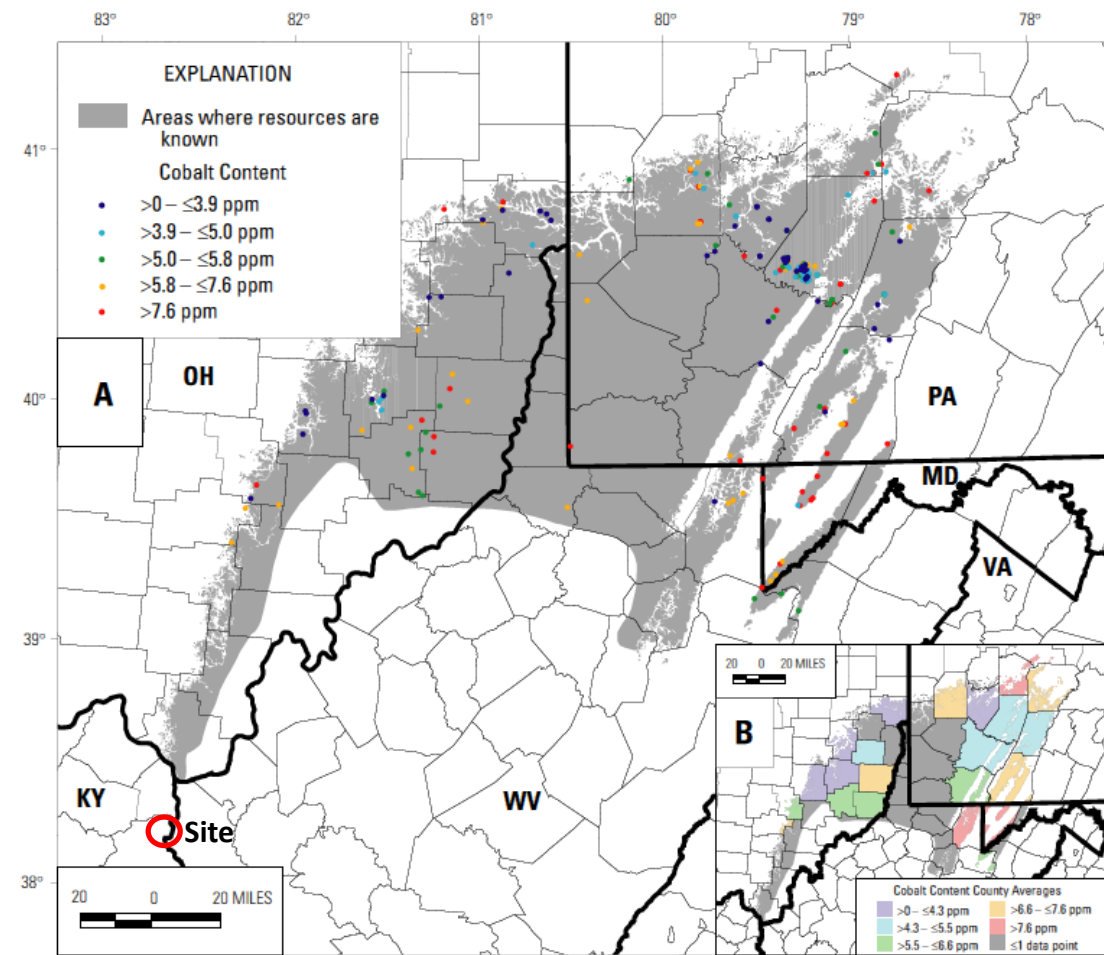 83°
82°
81°
80°
79°
78°
EXPLANATION
Areas where resources are
known
Cobalt Content
>0 – ≤3.9 ppm
>3.9 – ≤5.0 ppm
>5.0 – ≤5.8 ppm
>5.8 – ≤7.6 ppm
>7.6 ppm
41°
40°
39°
38°
A
OH
PA
MD
VA
WV
KY
Site
20 0 20 MILES
20 0 20 MILES
B
Cobalt Content County Averages
>0 – ≤4.3 ppm
>4.3 – ≤5.5 ppm
>5.5 – ≤6.6 ppm
>6.6 – ≤7.6 ppm
>7.6 ppm
≤1 data point